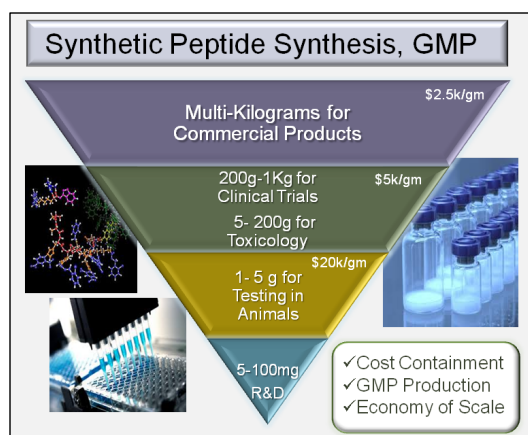 Synthetic Peptide Synthesis, GMP
$2.5k/gm
Multi-Kilograms for
Commercial Products
200g-1Kg for
$5k/gm
Clinical Trials
5- 200g for
Toxicology
$20k/gm
1- 5 g for
Testing in
Animals
5-100mg
R&D
✓Cost Containment
✓GMP Production
✓Economy of Scale